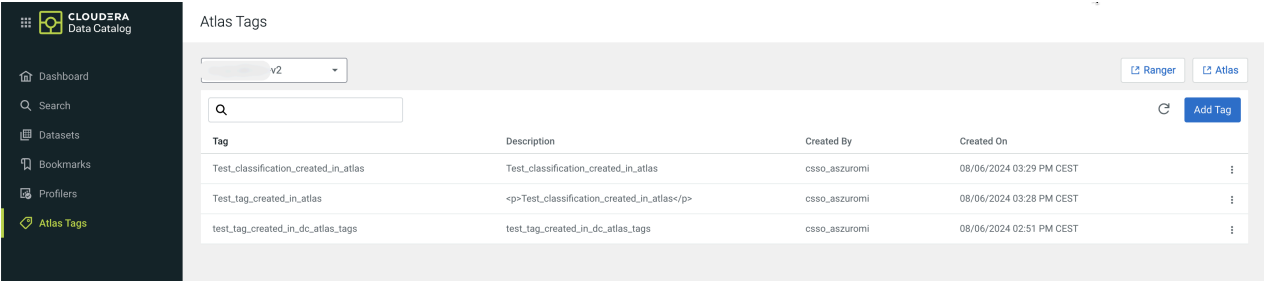 CLOUDERA
Data Catalog
Dashboard
Search
Datasets
Bookmarks
Profilers
Atlas Tags
Atlas Tags
v2
Ranger
Atlas
Add Tag
Tag Description Created By Created On
Test_classification_created_in_atlas Test_classification_created_in_atlas csso_aszuromi 08/06/2024 03:29 PM CEST
Test_tag_created_in_atlas <p>Test_classification_created_in_atlas</p> csso_aszuromi 08/06/2024 03:28 PM CEST
test_tag_created_in_dc_atlas_tags test_tag_created_in_dc_atlas_tags csso_aszuromi 08/06/2024 02:51 PM CEST